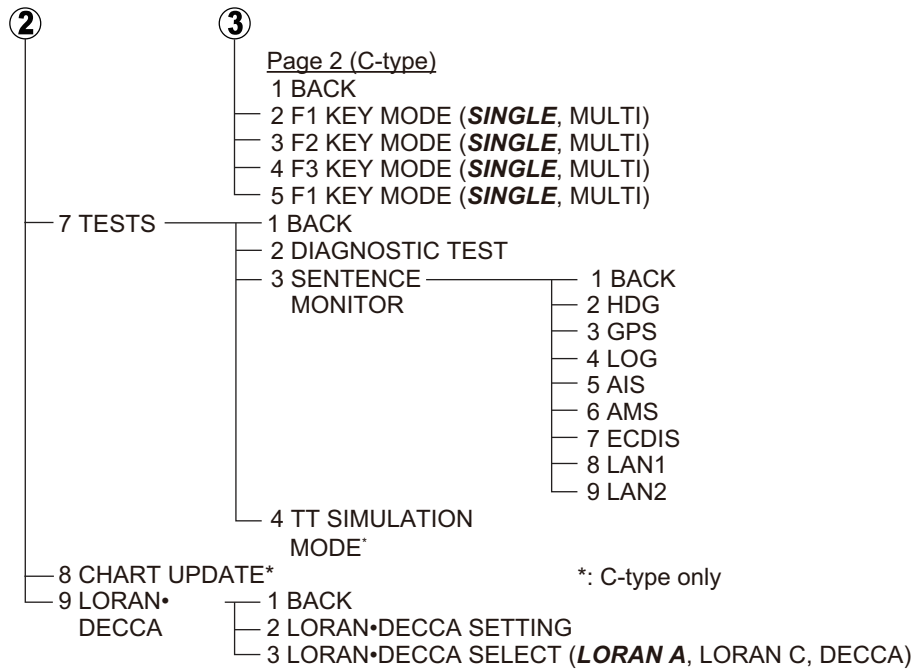 2 3
Page 2 (C-type)
1 BACK
2 F1 KEY MODE (SINGLE, MULTI)
3 F2 KEY MODE (SINGLE, MULTI)
4 F3 KEY MODE (SINGLE, MULTI)
5 F1 KEY MODE (SINGLE, MULTI)
7 TESTS
1 BACK
2 DIAGNOSTIC TEST
3 SENTENCE
MONITOR
1 BACK
2 HDG
3 GPS
4 LOG
5 AIS
6 AMS
7 ECDIS
8 LAN1
9 LAN2
4 TT SIMULATION
MODE*
8 CHART UPDATE*
*: C-type only
9 LORAN•
DECCA
1 BACK
2 LORAN•DECCA SETTING
3 LORAN•DECCA SELECT (LORAN A, LORAN C, DECCA)